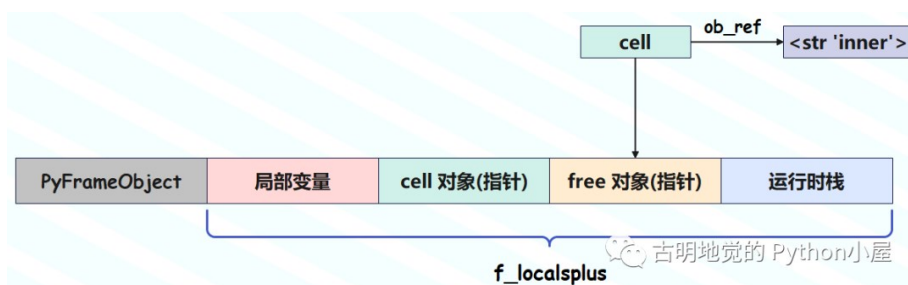 ob_ref
cell
<str 'inner'>
PyFrameObject
局部变量
cell 对象(指针)
free 对象(指针)
运行时栈
古明地觉的 Python小屋
f_localsplus